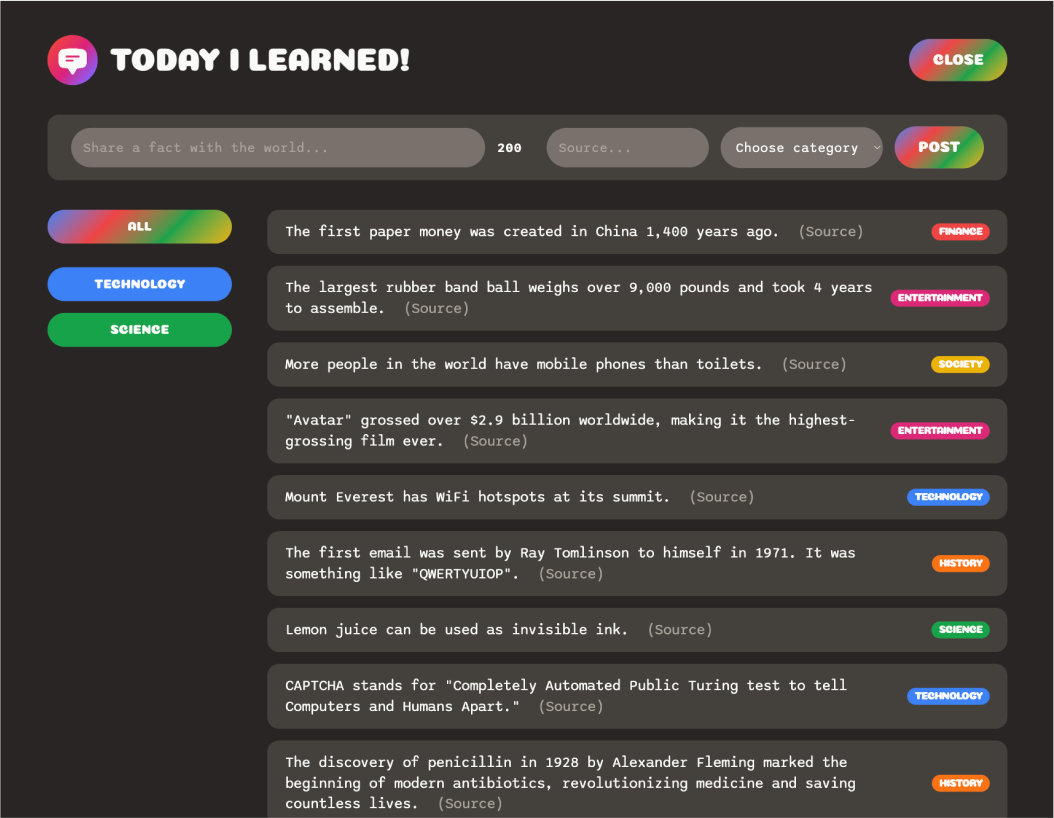 TODAY I LEARNED!
CLOSE
Share a fact with the world...
200
Source...
Choose category
POST
ALL
TECHNOLOGY
SCIENCE
The first paper money was created in China 1,400 years ago. (Source)
FINANCE
The largest rubber band ball weighs over 9,000 pounds and took 4 years
to assemble. (Source)
ENTERTAINMENT
More people in the world have mobile phones than toilets. (Source)
SOCIETY
"Avatar" grossed over $2.9 billion worldwide, making it the highest-
grossing film ever. (Source)
ENTERTAINMENT
Mount Everest has WiFi hotspots at its summit. (Source)
TECHNOLOGY
The first email was sent by Ray Tomlinson to himself in 1971. It was
something like "QWERTYUIOP". (Source)
HISTORY
Lemon juice can be used as invisible ink. (Source)
SCIENCE
CAPTCHA stands for "Completely Automated Public Turing test to tell
Computers and Humans Apart." (Source)
TECHNOLOGY
The discovery of penicillin in 1928 by Alexander Fleming marked the
beginning of modern antibiotics, revolutionizing medicine and saving
countless lives. (Source)
HISTORY